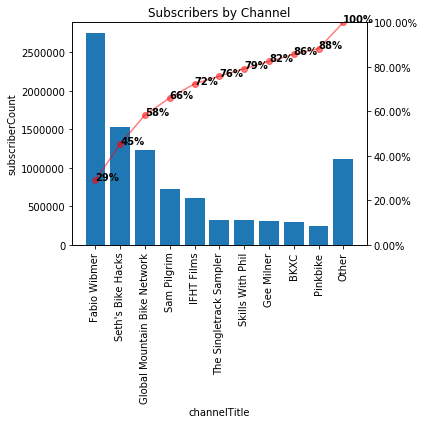 Subscribers by Channel
subscriberCount
2500000
2000000
1500000
1000000
500000
0
100.00%
80.00%
60.00%
40.00%
20.00%
0.00%
29%
45%
58%
66%
72%
76%
79%
82%
86%
88%
100%
Fabio Wibmer
Seth's Bike Hacks
Global Mountain Bike Network
Sam Pilgrim
IFHT Films
The Singletrack Sampler
Skills With Phil
Gee Milner
BKXC
Pinkbike
Other
channelTitle